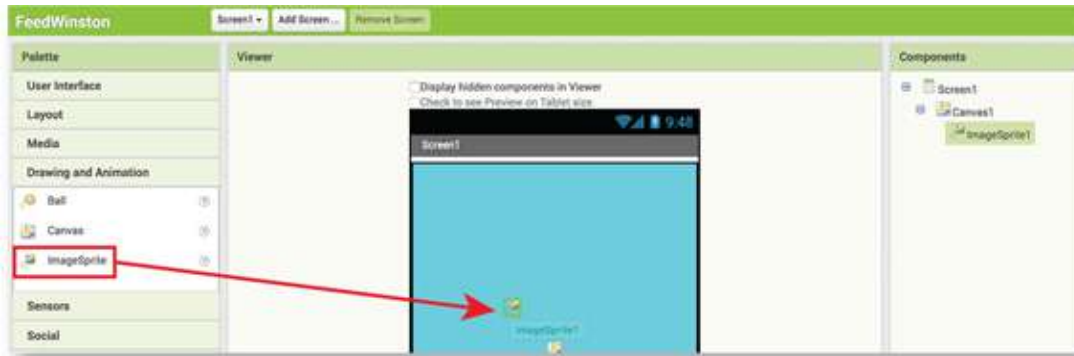 FeedWinston
Screen1
Add Screen ...
Remove Screen
Palette
User Interface
Layout
Media
Drawing and Animation
Ball
Canvas
ImageSprite
Sensors
Social
Viewer
Display hidden components in Viewer
Check to see Preview on Tablet size.
9:48
Screen1
ImageSprite1
Components
Screen1
Canvas1
ImageSprite1